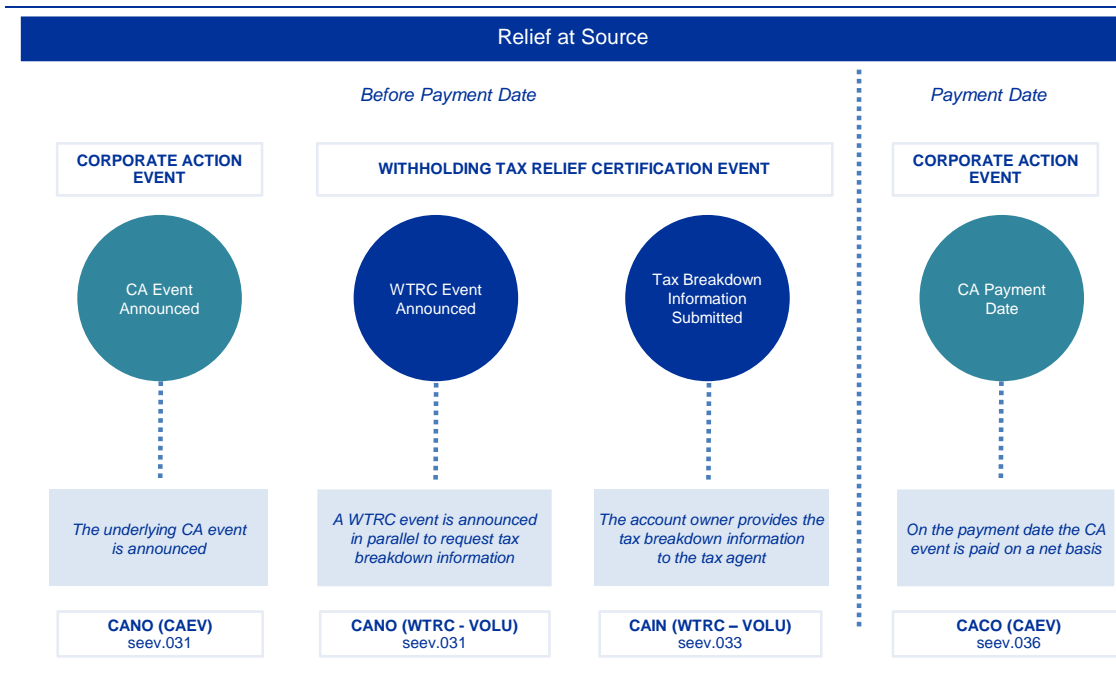 Relief at Source
Before Payment Date
Payment Date
CORPORATE ACTION
EVENT
WITHHOLDING TAX RELIEF CERTIFICATION EVENT
CORPORATE ACTION
EVENT
CA Event
Announced
WTRC Event
Announced
Tax Breakdown
Information
Submitted
CA Payment
Date
The underlying CA event
is announced
A WTRC event is announced
in parallel to request tax
breakdown information
The account owner provides the
tax breakdown information
to the tax agent
On the payment date the CA
event is paid on a net basis
CANO (CAEV)
seev.031
CANO (WTRC - VOLU)
seev.031
CAIN (WTRC – VOLU)
seev.033
CACO (CAEV)
seev.036